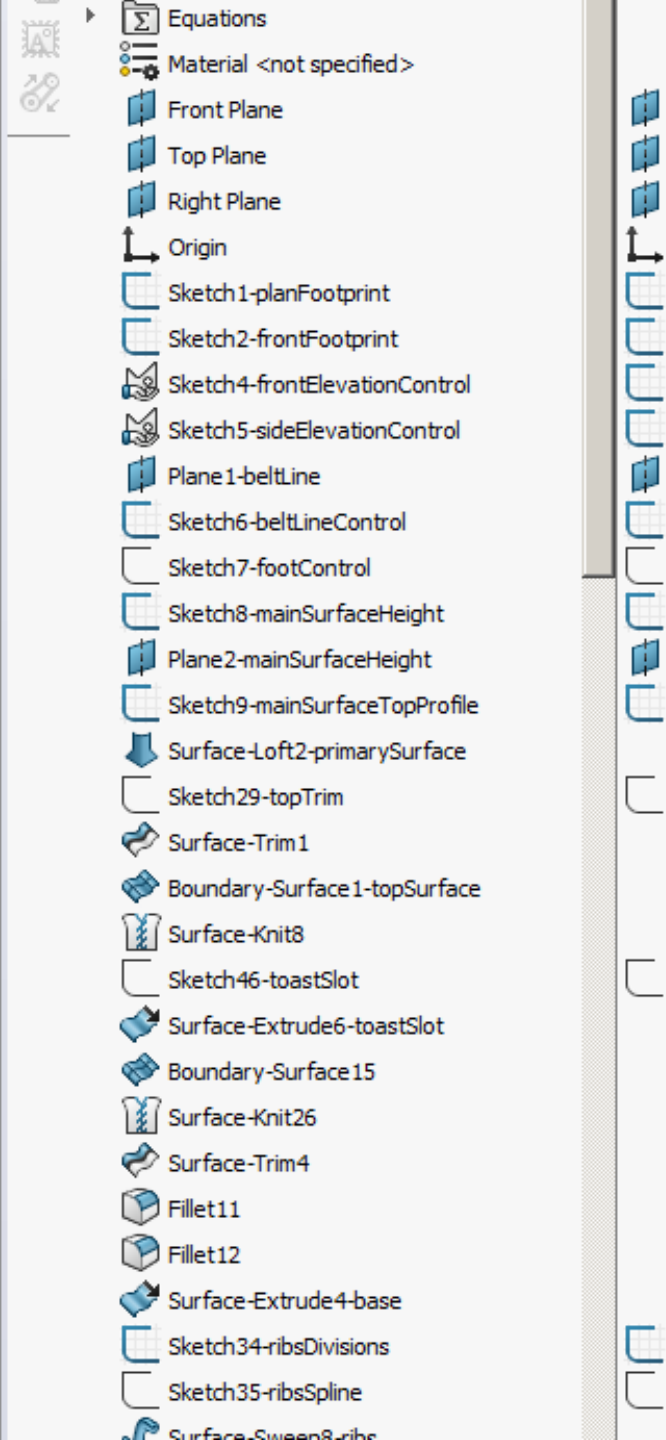 Equations
Material <not specified>
Front Plane
Top Plane
Right Plane
Origin
Sketch1-planFootprint
Sketch2-frontFootprint
Sketch4-frontElevationControl
Sketch5-sideElevationControl
Plane1-beltLine
Sketch6-beltLineControl
Sketch7-footControl
Sketch8-mainSurfaceHeight
Plane2-mainSurfaceHeight
Sketch9-mainSurfaceTopProfile
Surface-Loft2-primarySurface
Sketch29-topTrim
Surface-Trim1
Boundary-Surface1-topSurface
Surface-Knit8
Sketch46-toastSlot
Surface-Extrude6-toastSlot
Boundary-Surface15
Surface-Knit26
Surface-Trim4
Fillet11
Fillet12
Surface-Extrude4-base
Sketch34-ribsDivisions
Sketch35-ribsSpline
Surface-Sweep8-ribs